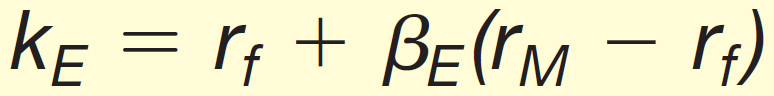 k_E = r_f + β_E(r_M − r_f)